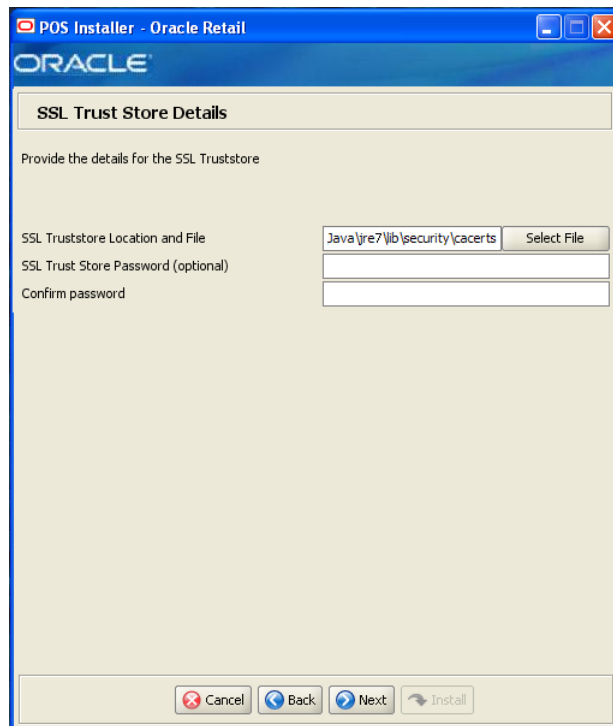 POS Installer - Oracle Retail
ORACLE
SSL Trust Store Details
Provide the details for the SSL Truststore
SSL Truststore Location and File Java\jre7\lib\security\cacerts Select File
SSL Trust Store Password (optional)
Confirm password
Cancel Back Next Install